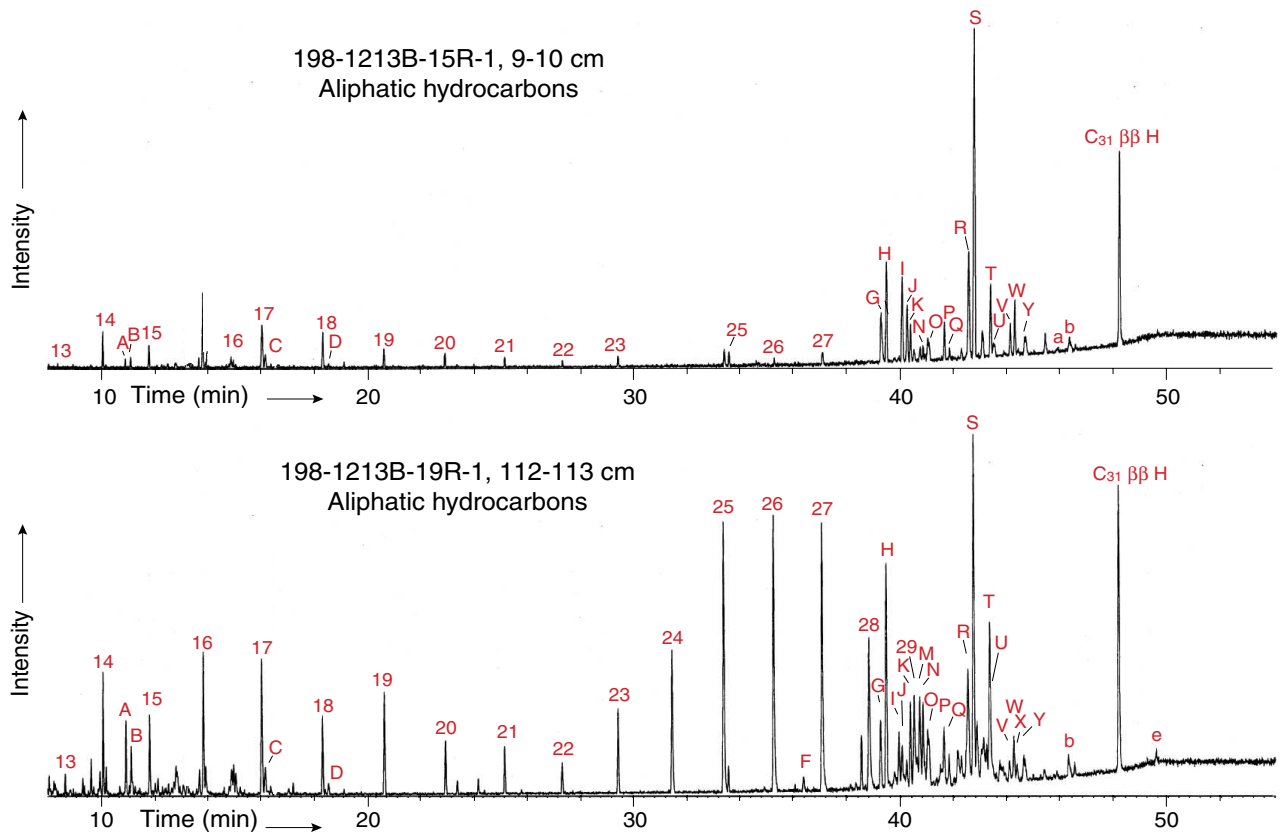 198-1213B-15R-1, 9-10 cm
Aliphatic hydrocarbons
Intensity
13 14 A B 15 16 17 C 18 D 19 20 21 22 23 25 26 27 G H I J K N O P Q R S T U V W Y a b C₃₁ ββ H
10 20 30 40 50
Time (min)
198-1213B-19R-1, 112-113 cm
Aliphatic hydrocarbons
Intensity
13 14 A B 15 16 17 C 18 D 19 20 21 22 23 24 25 26 27 F 28 G H I J K 29 M N O P Q R S T U V W X Y b C₃₁ ββ H e
10 20 30 40 50
Time (min)